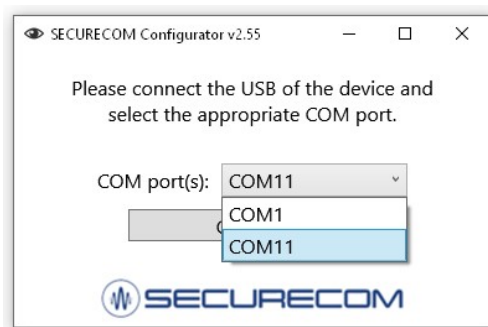 SECURECOM Configurator v2.55
Please connect the USB of the device and
select the appropriate COM port.
COM port(s): COM11
COM1
COM11
SECURECOM